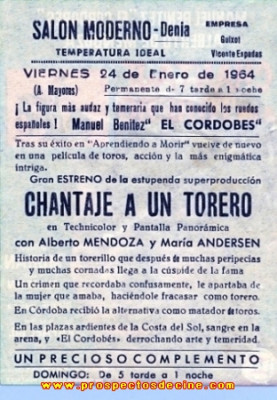 SALON MODERNO-Denia
EMPRESA
Guixot
Vicente Espadas
TEMPERATURA IDEAL
VIERNES 24 de Enero de 1964
(A. Mayores)
Permanente de 7 tarde a 1 noche
¡ La figura más audaz y temeraria que han conocido los ruedos
españoles ! Manuel Benitez" EL CORDOBES"
Tras su éxito en "Aprendiendo a Morir" vuelve de nuevo
en una película de toros, acción y la más enigmática
intriga.
Gran ESTRENO de la estupenda superproducción
CHANTAJE A UN TORERO
en Technicolor y Pantalla Panorámica
con Alberto MENDOZA y María ANDERSEN
Historia de un torerillo que después de muchas peripecias
y muchas cornadas llega a la cúspide de la fama
Un crimen que recordaba confusamente, le apartaba de
la mujer que amaba, haciéndole fracasar como torero.
En Córdoba recibió la alternativa como matador de toros.
En las plazas ardientes de la Costa del Sol, sangre en la
arena, y «El Cordobés» derrochando arte y temeridad.
UN PRECIOSO COMPLEMENTO
DOMINGO: De 5 tarde a 1 noche
www.prospectosdecine.com